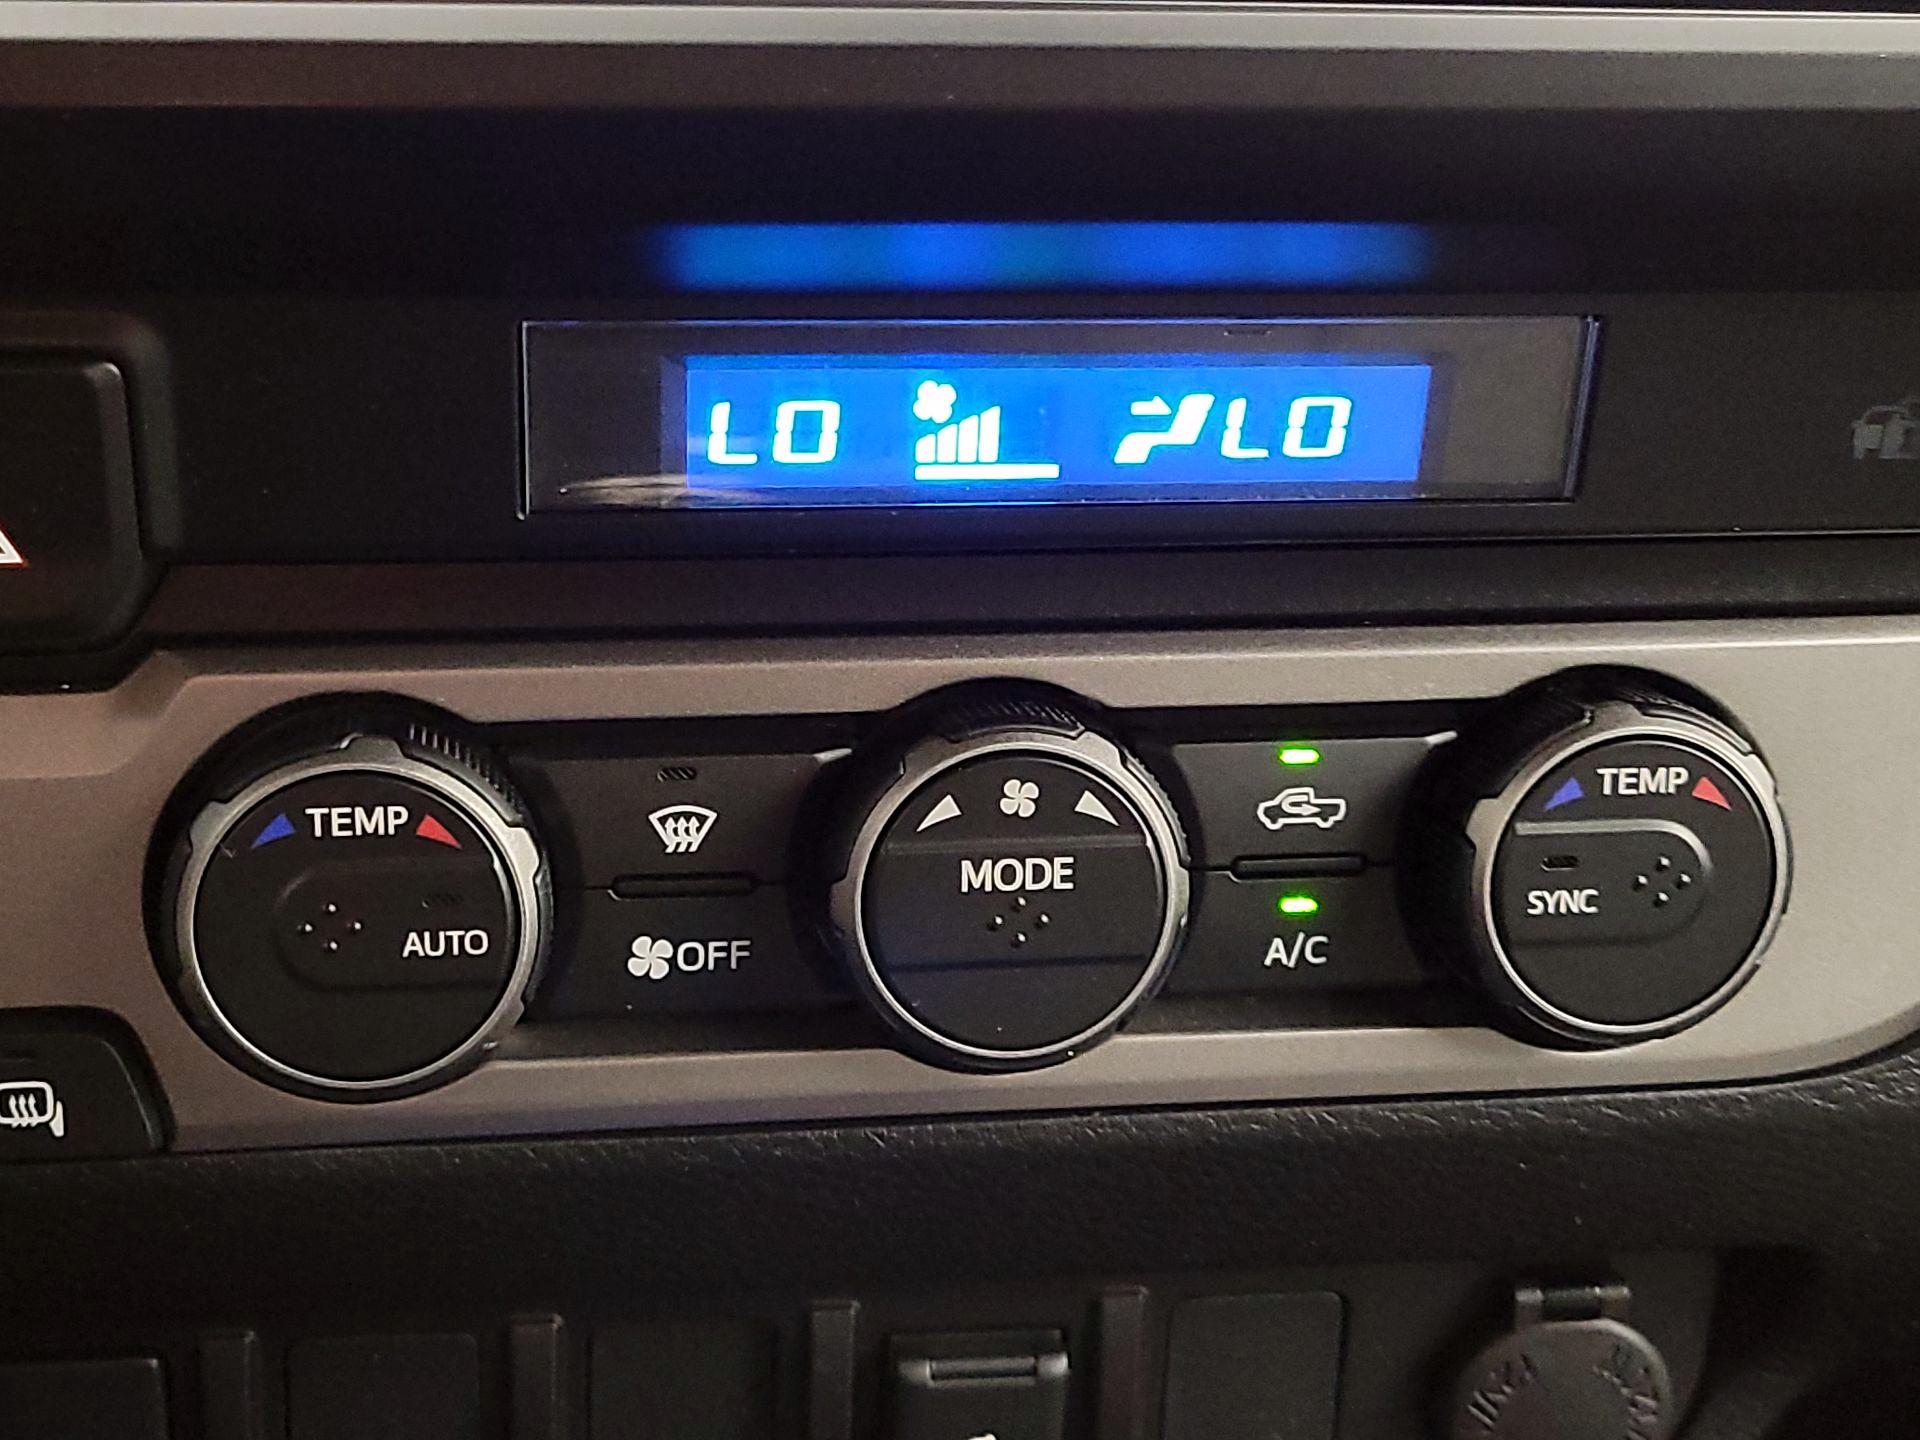 LO LO
TEMP
AUTO
OFF
MODE
A/C
TEMP
SYNC